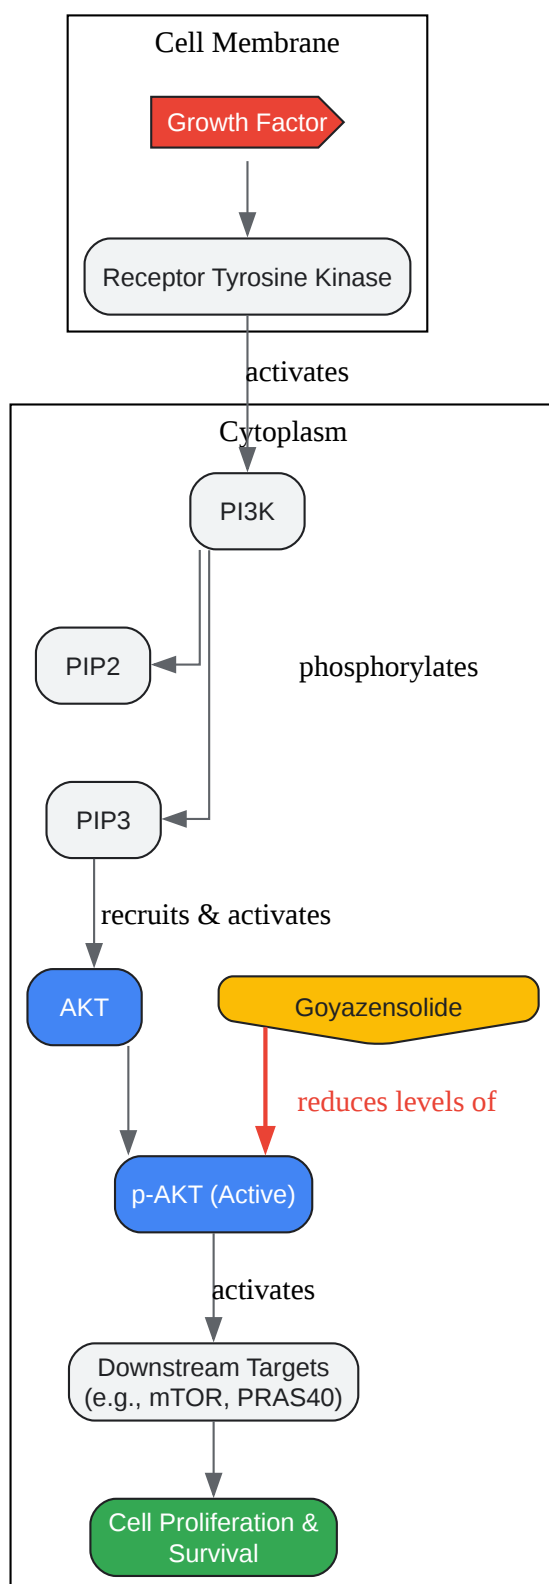 Cell Membrane
Growth Factor
Receptor Tyrosine Kinase
activates
Cytoplasm
PI3K
PIP2
phosphorylates
PIP3
recruits & activates
AKT
Goyazensolide
reduces levels of
p-AKT (Active)
activates
Downstream Targets
(e.g., mTOR, PRAS40)
Cell Proliferation &
Survival